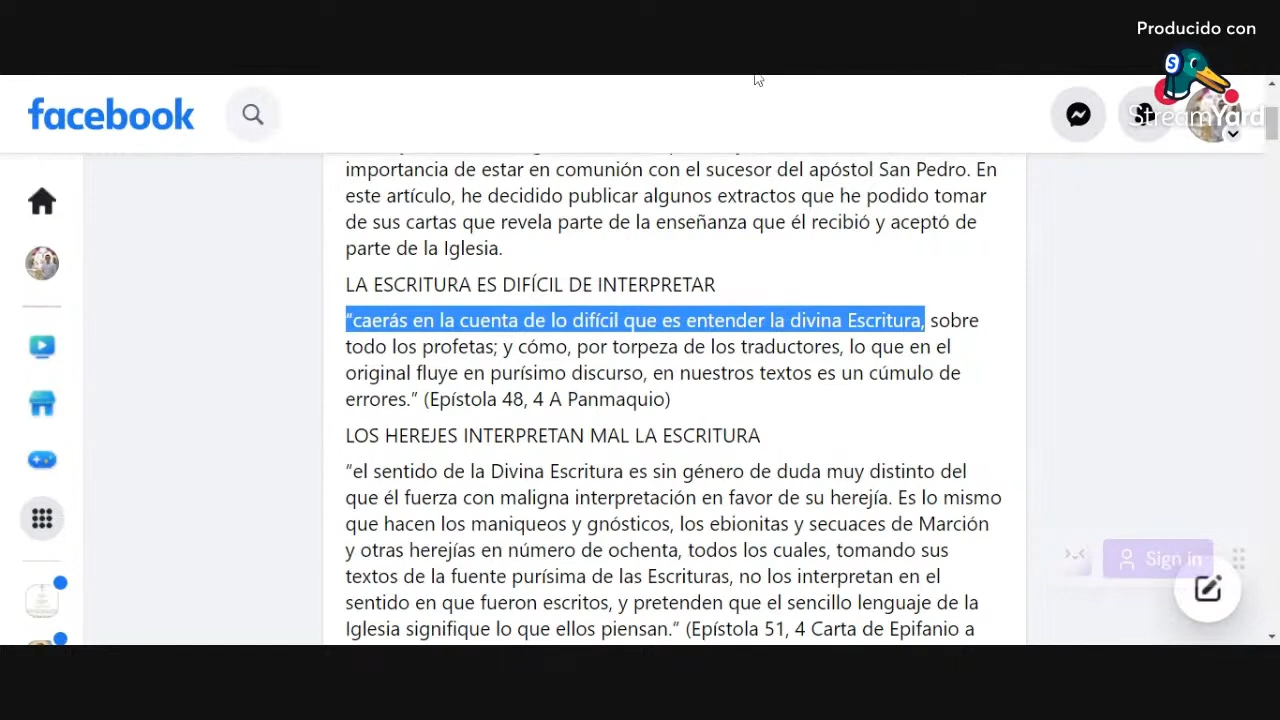 Producido con
StreamYard
facebook
importancia de estar en comunión con el sucesor del apóstol San Pedro. En
este artículo, he decidido publicar algunos extractos que he podido tomar
de sus cartas que revela parte de la enseñanza que él recibió y aceptó de
parte de la Iglesia.
LA ESCRITURA ES DIFÍCIL DE INTERPRETAR
“caerás en la cuenta de lo difícil que es entender la divina Escritura, sobre
todo los profetas; y cómo, por torpeza de los traductores, lo que en el
original fluye en purísimo discurso, en nuestros textos es un cúmulo de
errores.” (Epístola 48, 4 A Panmaquio)
LOS HEREJES INTERPRETAN MAL LA ESCRITURA
“el sentido de la Divina Escritura es sin género de duda muy distinto del
que él fuerza con maligna interpretación en favor de su herejía. Es lo mismo
que hacen los maniqueos y gnósticos, los ebionitas y secuaces de Marción
y otras herejías en número de ochenta, todos los cuales, tomando sus
textos de la fuente purísima de las Escrituras, no los interpretan en el
sentido en que fueron escritos, y pretenden que el sencillo lenguaje de la
Iglesia signifique lo que ellos piensan.” (Epístola 51, 4 Carta de Epifanio a
Sign in